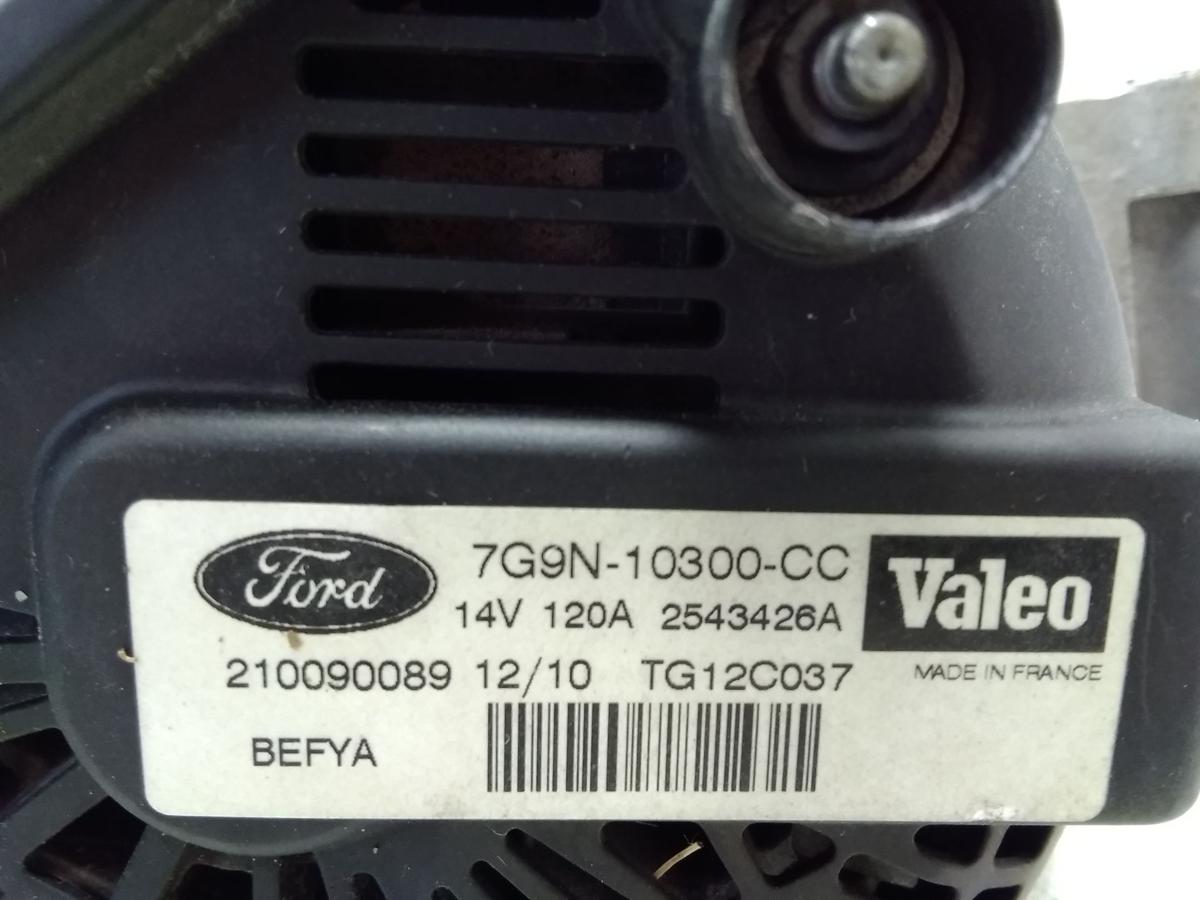 Ford 7G9N-10300-CC Valeo
14V 120A 2543426A
210090089 12/10 TG12C037 MADE IN FRANCE
BEFYA